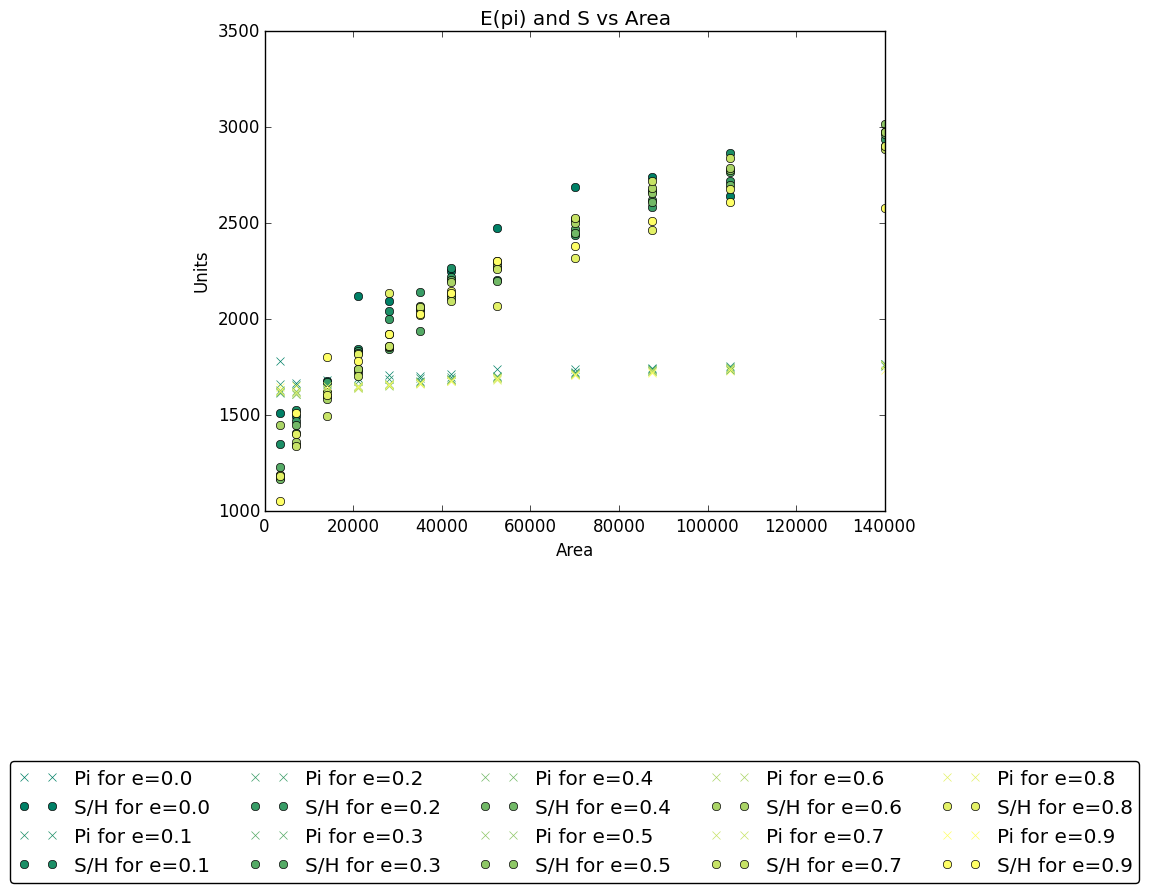 E(pi) and S vs Area
3500
3000
2500
2000
1500
1000
Units
0 20000 40000 60000 80000 100000 120000 140000
Area
Pi for e=0.0 Pi for e=0.2 Pi for e=0.4 Pi for e=0.6 Pi for e=0.8
S/H for e=0.0 S/H for e=0.2 S/H for e=0.4 S/H for e=0.6 S/H for e=0.8
Pi for e=0.1 Pi for e=0.3 Pi for e=0.5 Pi for e=0.7 Pi for e=0.9
S/H for e=0.1 S/H for e=0.3 S/H for e=0.5 S/H for e=0.7 S/H for e=0.9